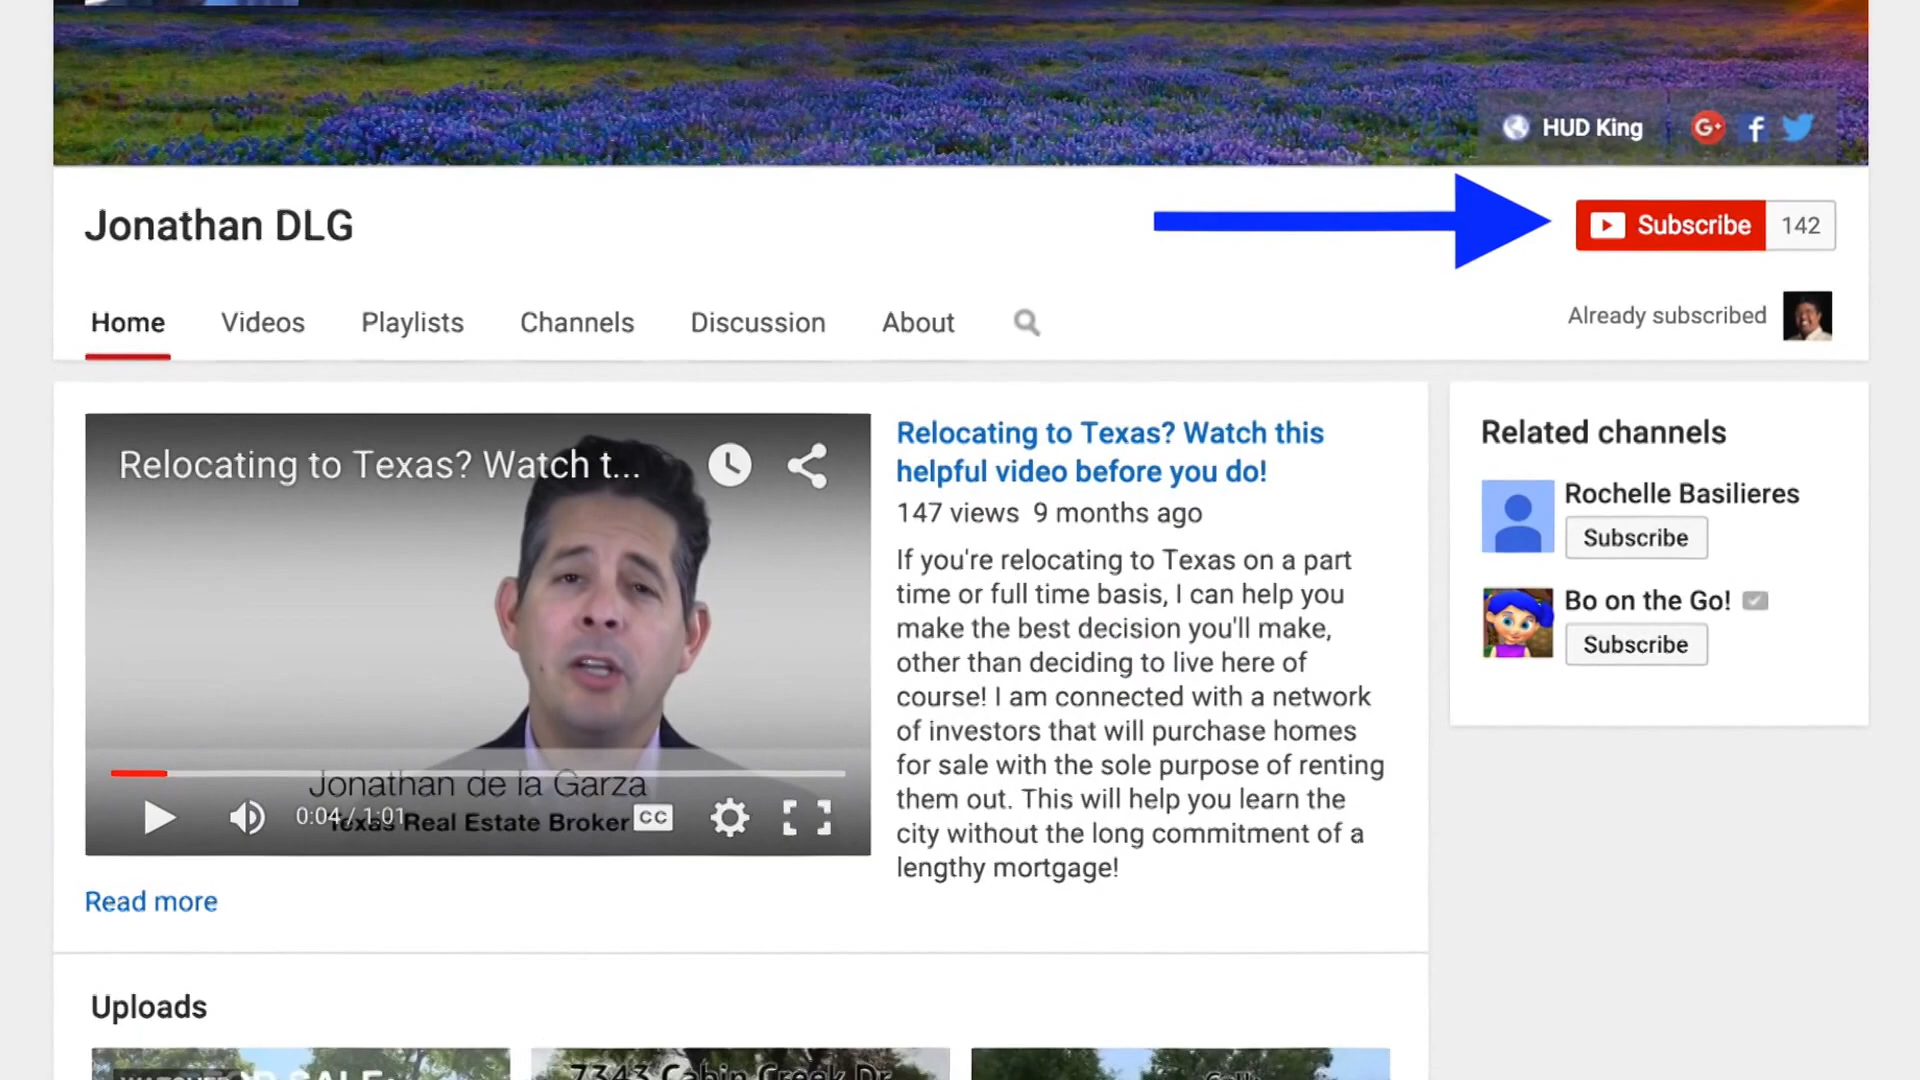 HUD King
G+
Jonathan DLG
Subscribe 142
Home Videos Playlists Channels Discussion About
Already subscribed
Relocating to Texas? Watch t...
Jonathan de la Garza
0:04 / 1:01
Texas Real Estate Broker
CC
Relocating to Texas? Watch this
helpful video before you do!
147 views 9 months ago
If you're relocating to Texas on a part
time or full time basis, I can help you
make the best decision you'll make,
other than deciding to live here of
course! I am connected with a network
of investors that will purchase homes
for sale with the sole purpose of renting
them out. This will help you learn the
city without the long commitment of a
lengthy mortgage!
Read more
Related channels
Rochelle Basilieres
Subscribe
Bo on the Go!
Subscribe
Uploads
7343 Cabin Creek Dr